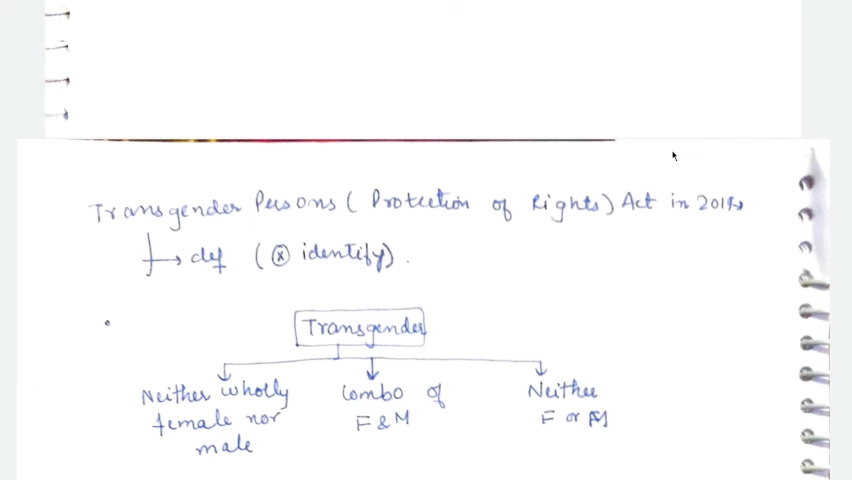 Transgender Persons ( Protection of Rights) Act in
def ( ⓧ identify).
Transgender
Neither wholly female nor male
Combo of F & M
Neither F or M